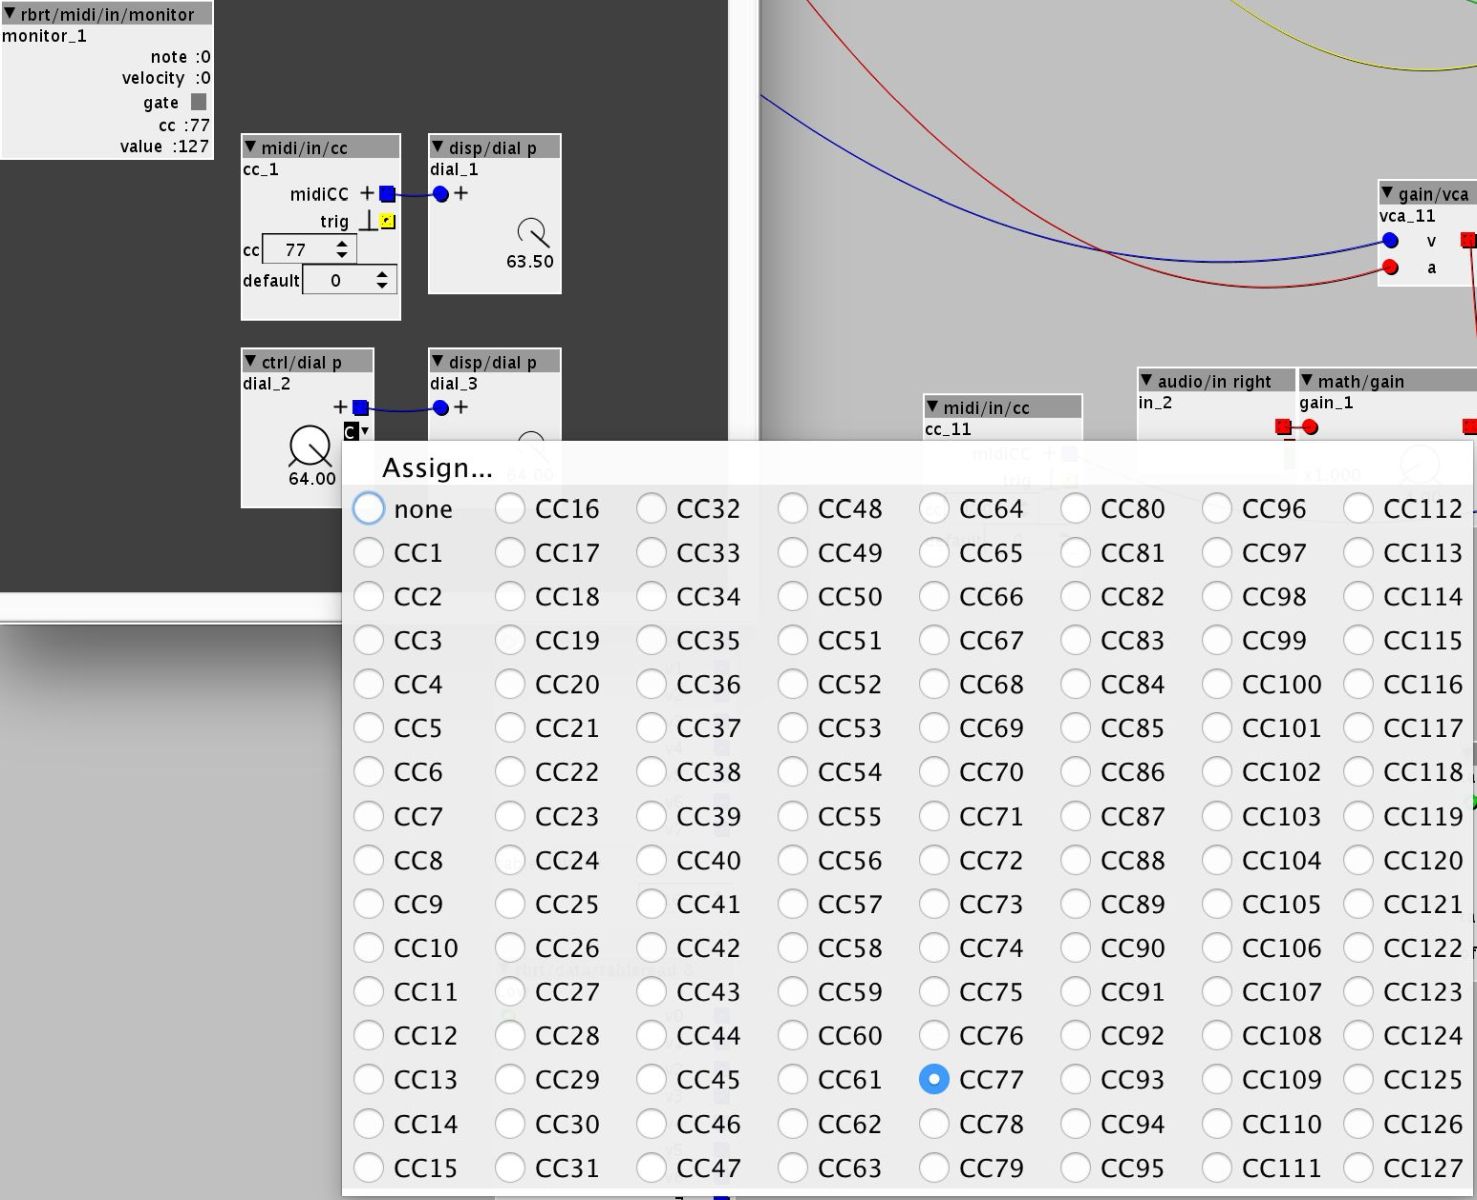 rbrt/midi/in/monitor
monitor_1
note :0
velocity :0
gate
cc :77
value :127
midi/in/cc
cc_1
midiCC +
trig
cc 77
default 0
disp/dial p
dial_1
+
63.50
ctrl/dial p
dial_2
+
C
64.00
disp/dial p
dial_3
+
64.00
gain/vca
vca_11
v
a
midi/in/cc
cc_11
midiCC +
trig
audio/in right
in_2
math/gain
gain_1
x1.000
Assign...
none CC16 CC32 CC48 CC64 CC80 CC96 CC112
CC1 CC17 CC33 CC49 CC65 CC81 CC97 CC113
CC2 CC18 CC34 CC50 CC66 CC82 CC98 CC114
CC3 CC19 CC35 CC51 CC67 CC83 CC99 CC115
CC4 CC20 CC36 CC52 CC68 CC84 CC100 CC116
CC5 CC21 CC37 CC53 CC69 CC85 CC101 CC117
CC6 CC22 CC38 CC54 CC70 CC86 CC102 CC118
CC7 CC23 CC39 CC55 CC71 CC87 CC103 CC119
CC8 CC24 CC40 CC56 CC72 CC88 CC104 CC120
CC9 CC25 CC41 CC57 CC73 CC89 CC105 CC121
CC10 CC26 CC42 CC58 CC74 CC90 CC106 CC122
CC11 CC27 CC43 CC59 CC75 CC91 CC107 CC123
CC12 CC28 CC44 CC60 CC76 CC92 CC108 CC124
CC13 CC29 CC45 CC61 CC77 CC93 CC109 CC125
CC14 CC30 CC46 CC62 CC78 CC94 CC110 CC126
CC15 CC31 CC47 CC63 CC79 CC95 CC111 CC127